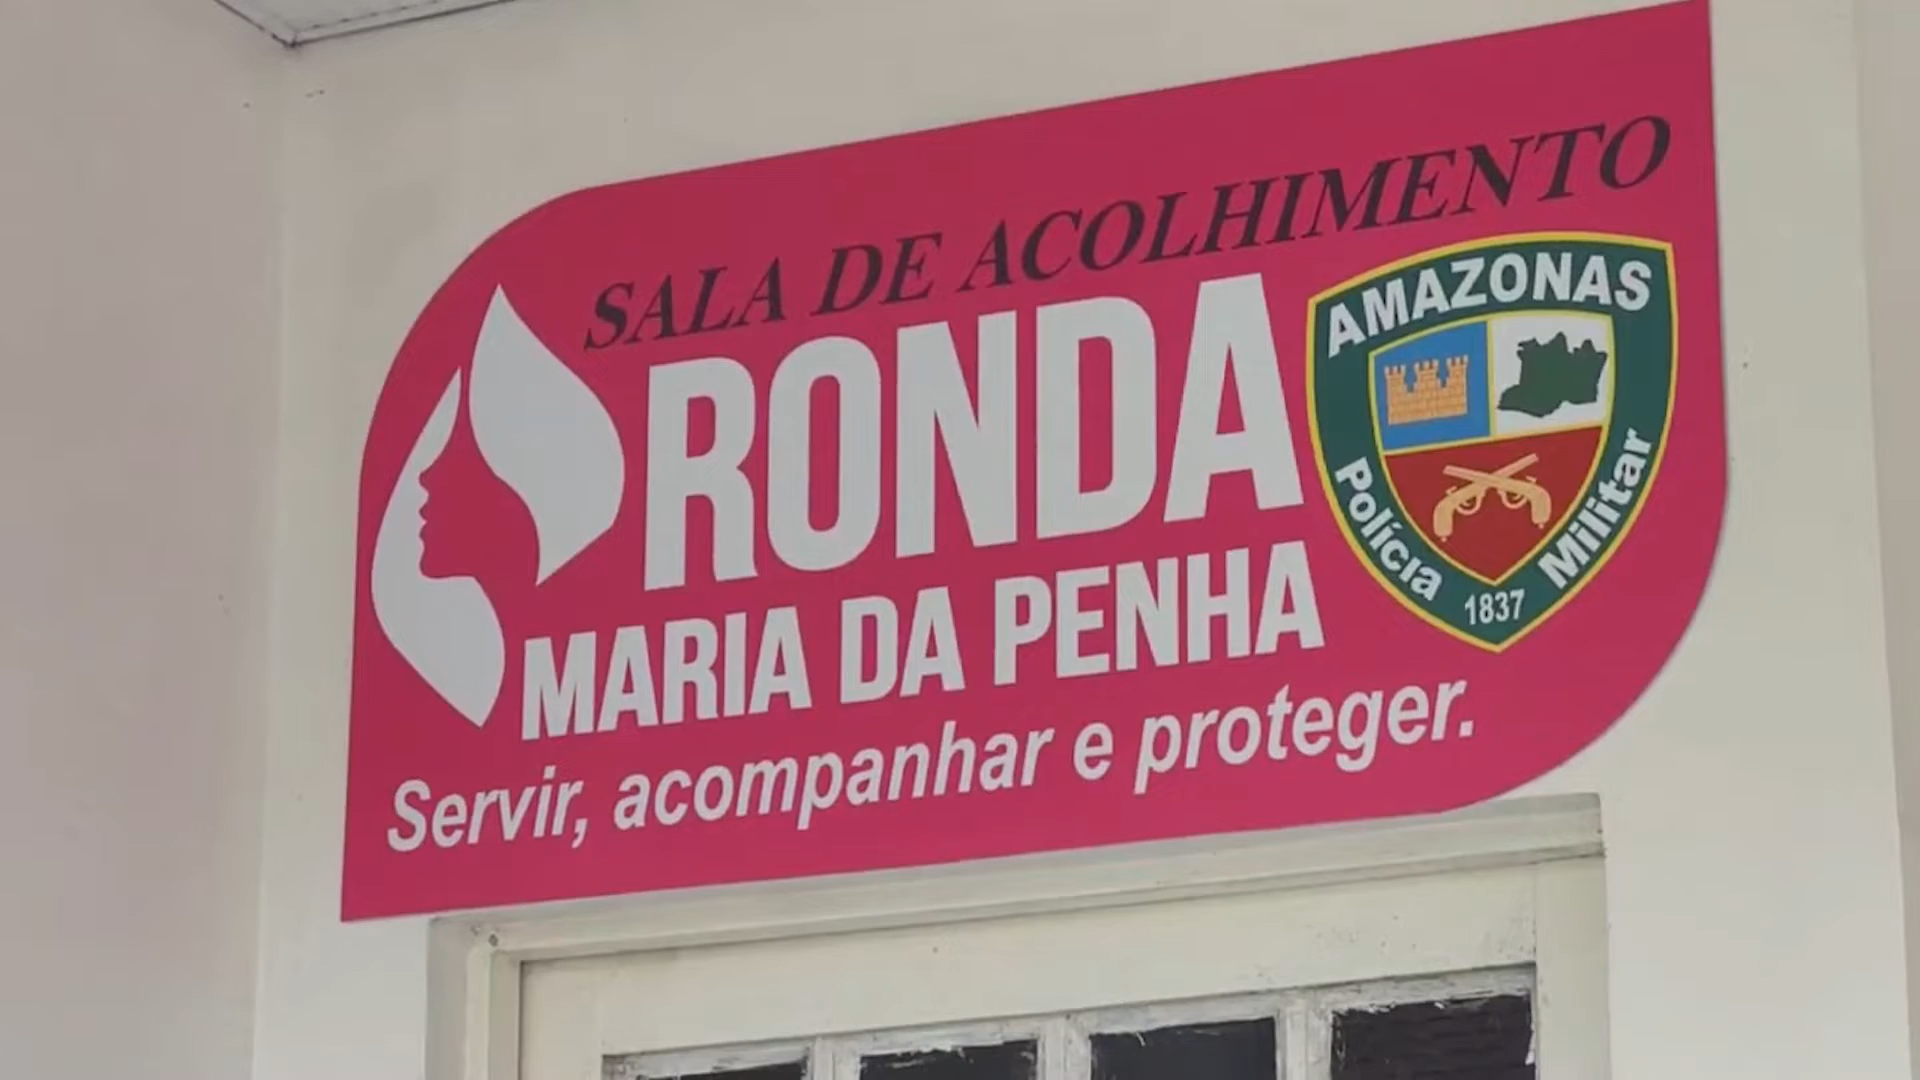 SALA DE ACOLHIMENTO
RONDA
MARIA DA PENHA
Servir, acompanhar e proteger.
AMAZONAS
Polícia Militar
1837